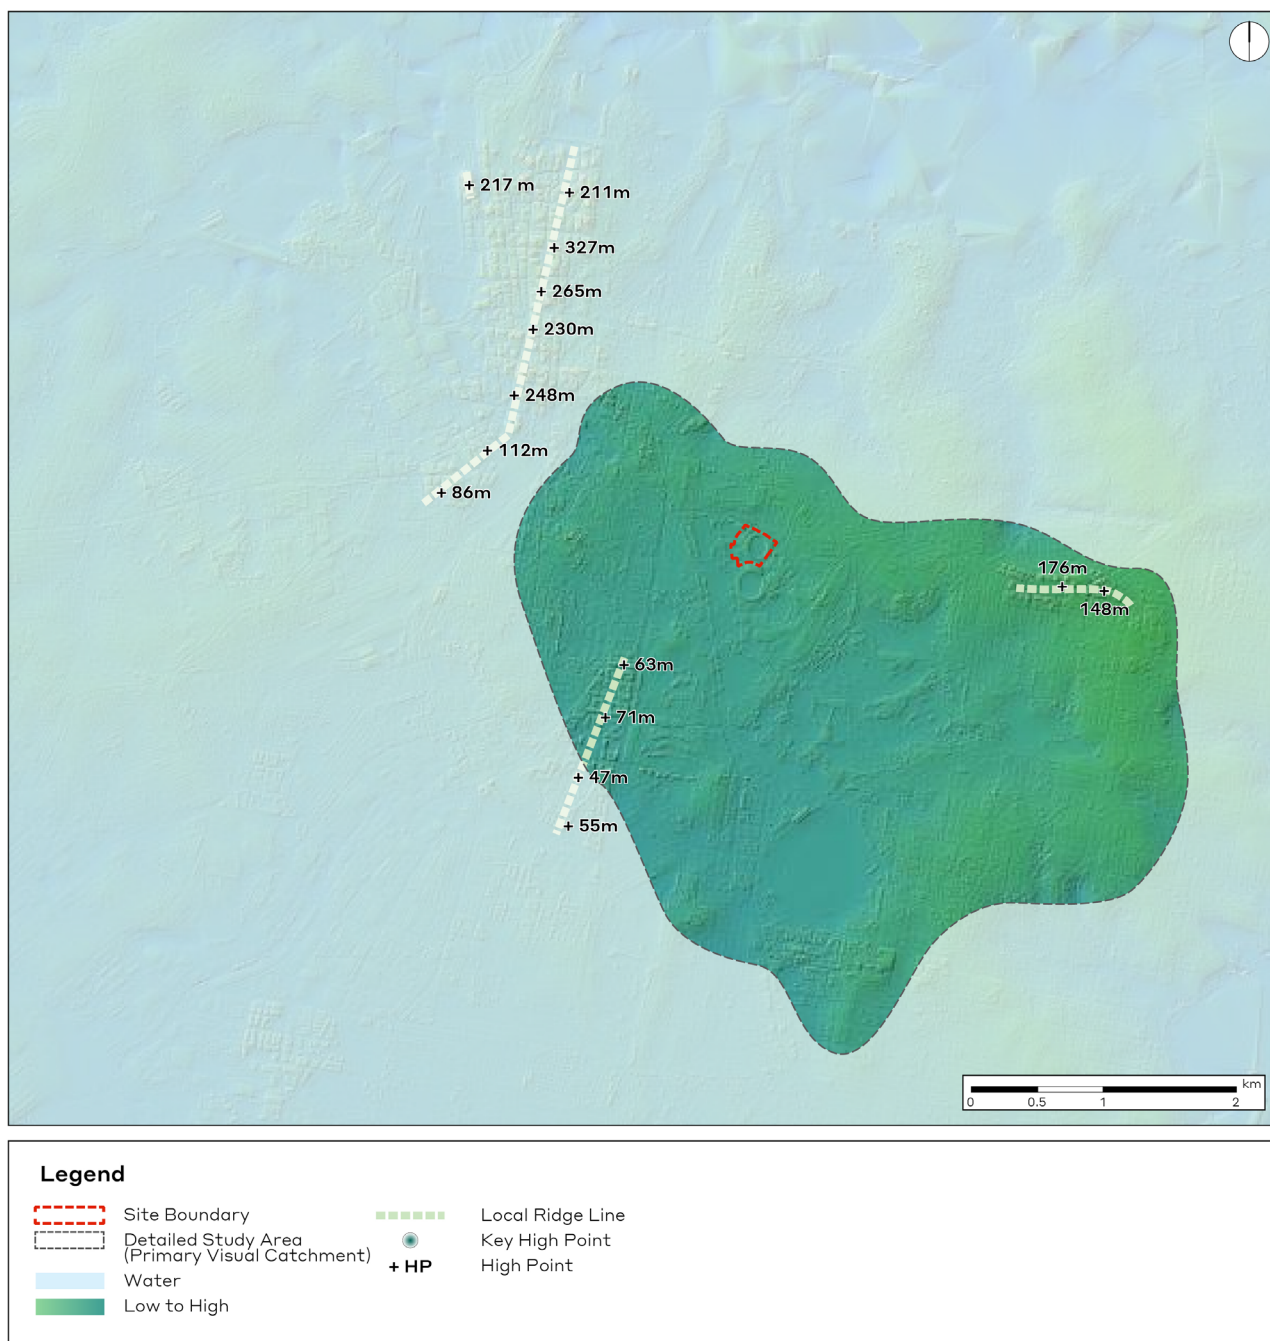 + 217 m
+ 211m
+ 327m
+ 265m
+ 230m
+ 248m
+ 112m
+ 86m
176m
+ +
148m
+ 63m
+ 71m
+ 47m
+ 55m
km
0 0.5 1 2
Legend
Site Boundary
Detailed Study Area
(Primary Visual Catchment)
Water
Low to High
Local Ridge Line
Key High Point
+ HP High Point